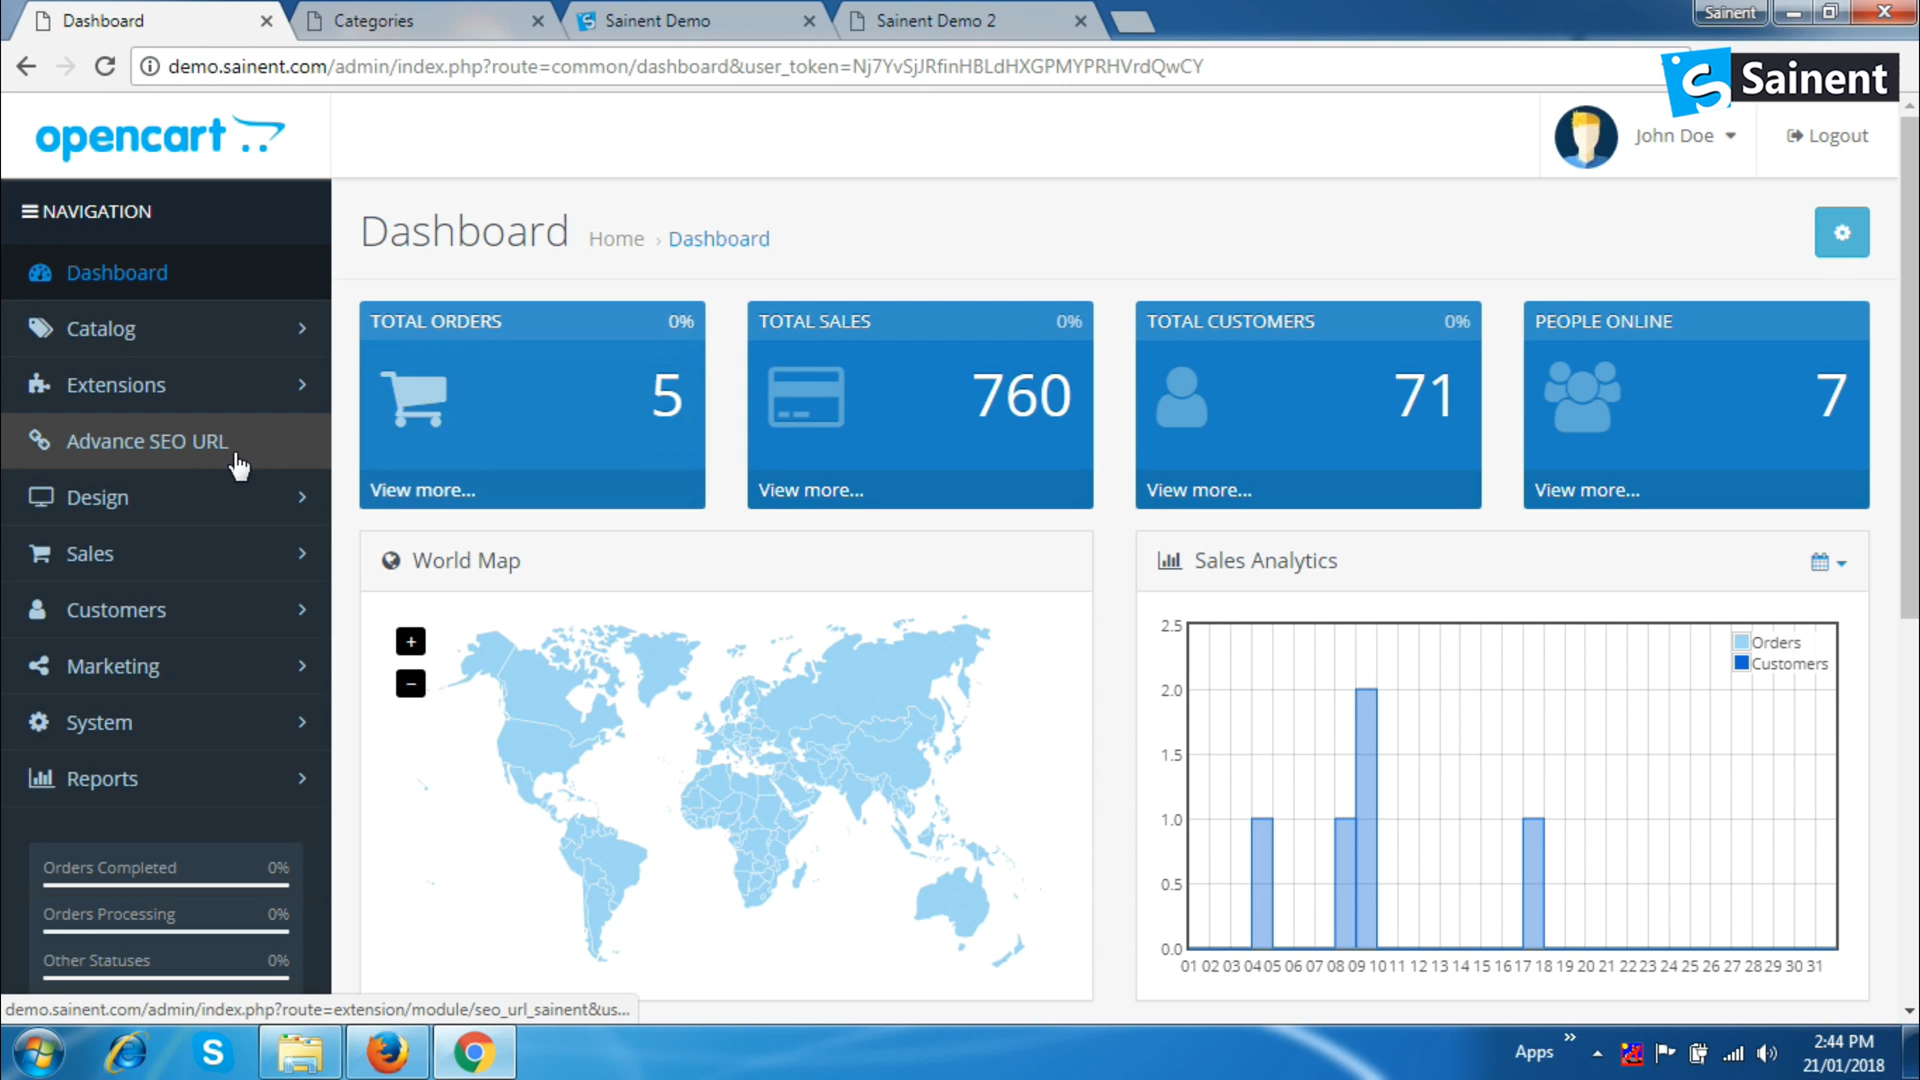 Dashboard
Categories
Sainent Demo
Sainent Demo 2
Sainent
demo.sainent.com/admin/index.php?route=common/dashboard&user_token=Nj7YvSjJRfinHBLdHXGPMYPRHVrdQwCY
Sainent
opencart
John Doe
Logout
NAVIGATION
Dashboard
Catalog
Extensions
Advance SEO URL
Design
Sales
Customers
Marketing
System
Reports
Orders Completed 0%
Orders Processing 0%
Other Statuses 0%
Dashboard Home › Dashboard
TOTAL ORDERS 0%
5
View more...
TOTAL SALES 0%
760
View more...
TOTAL CUSTOMERS 0%
71
View more...
PEOPLE ONLINE
7
View more...
World Map
+
−
Sales Analytics
Orders
Customers
2.5
2.0
1.5
1.0
0.5
0.0
01 02 03 04 05 06 07 08 09 10 11 12 13 14 15 16 17 18 19 20 21 22 23 24 25 26 27 28 29 30 31
demo.sainent.com/admin/index.php?route=extension/module/seo_url_sainent&us...
Apps
2:44 PM
21/01/2018